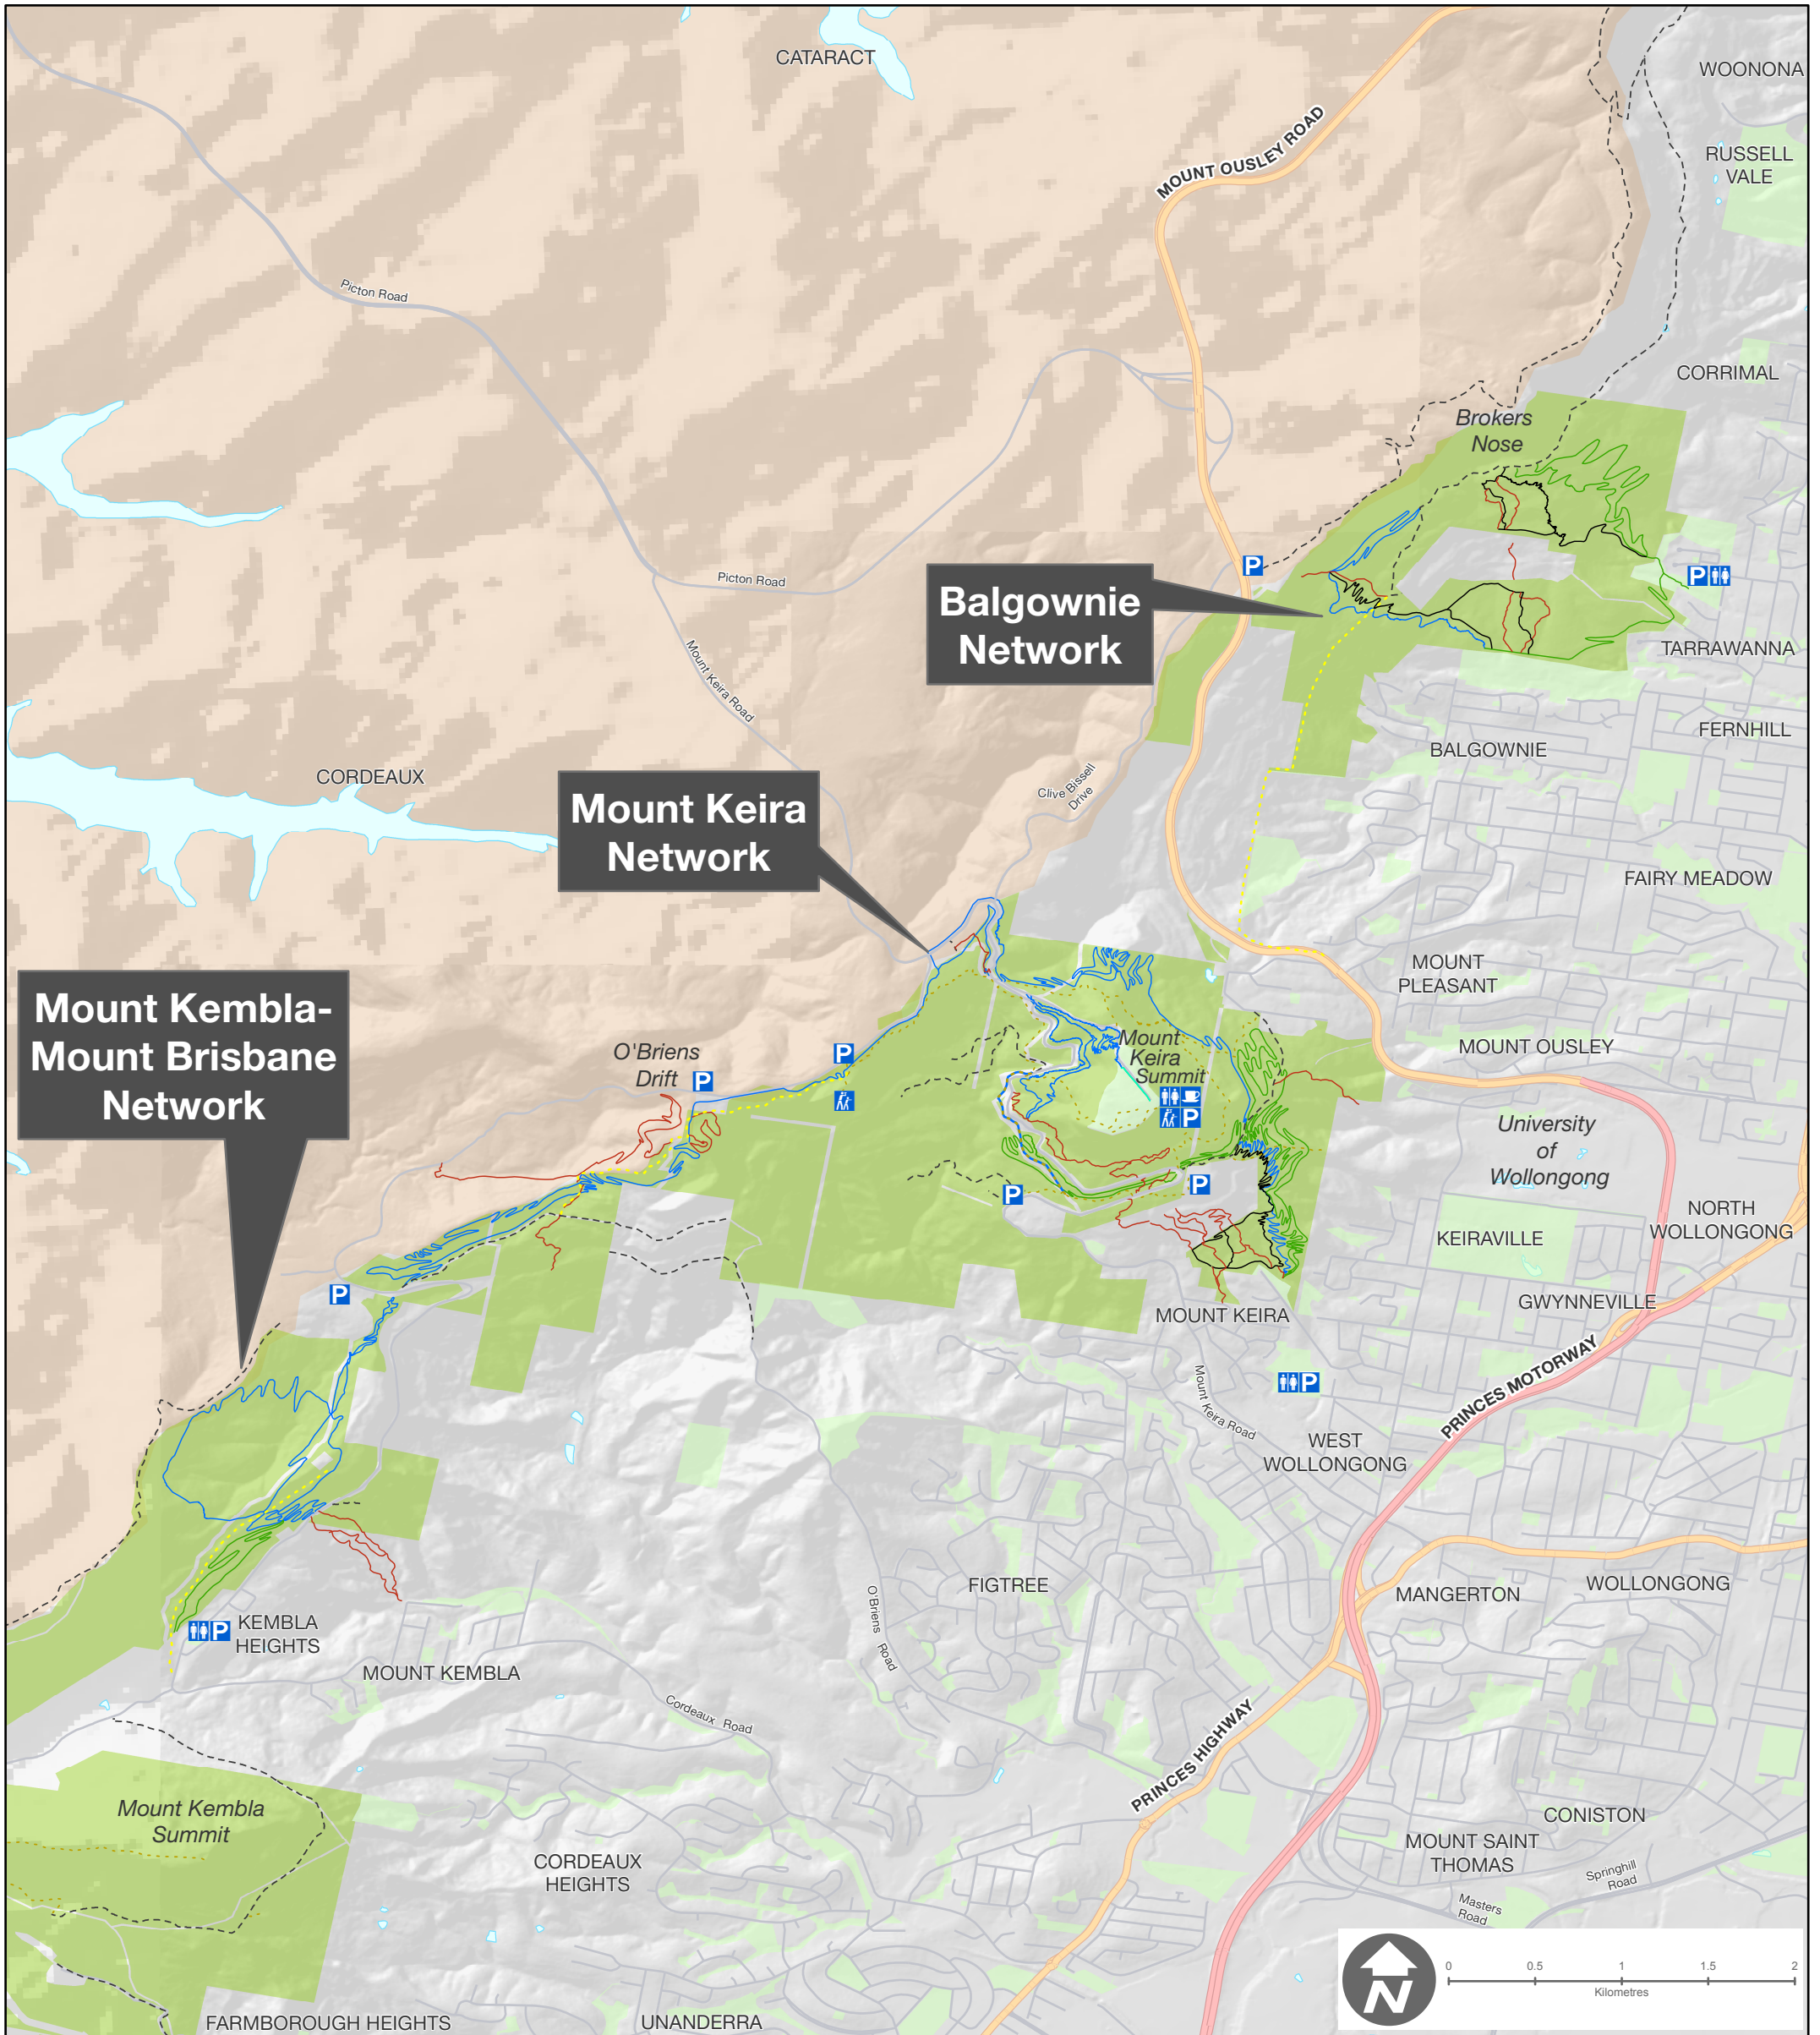 CATARACT
WOONONA
MOUNT OUSLEY ROAD
RUSSELL
VALE
Picton Road
CORRIMAL
Brokers
Nose
P
P
Picton Road
Balgownie
Network
TARRAWANNA
Mount Keira Road
FERNHILL
BALGOWNIE
CORDEAUX
Clive Bissell
Drive
Mount Keira
Network
FAIRY MEADOW
MOUNT
PLEASANT
Mount Kembla-
Mount Brisbane
Network
O'Briens
Drift
P
P
Mount
Keira
Summit
P
MOUNT OUSLEY
University
of
Wollongong
P
P
NORTH
WOLLONGONG
KEIRAVILLE
P
GWYNNEVILLE
MOUNT KEIRA
P
Mount Keira Road
PRINCES MOTORWAY
WEST
WOLLONGONG
FIGTREE
O'Briens Road
MANGERTON
WOLLONGONG
P
KEMBLA
HEIGHTS
MOUNT KEMBLA
Cordeaux Road
PRINCES HIGHWAY
Mount Kembla
Summit
CONISTON
MOUNT SAINT
THOMAS
CORDEAUX
HEIGHTS
Springhill
Road
Masters
Road
N
0 0.5 1 1.5 2
Kilometres
FARMBOROUGH HEIGHTS
UNANDERRA